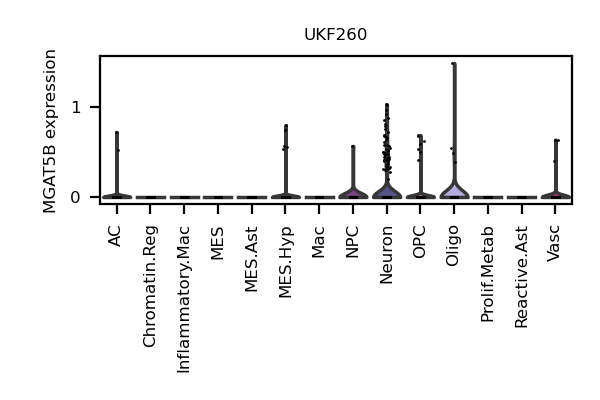 UKF260
MGAT5B expression
1
0
AC
Chromatin.Reg
Inflammatory.Mac
MES
MES.Ast
MES.Hyp
Mac
NPC
Neuron
OPC
Oligo
Prolif.Metab
Reactive.Ast
Vasc